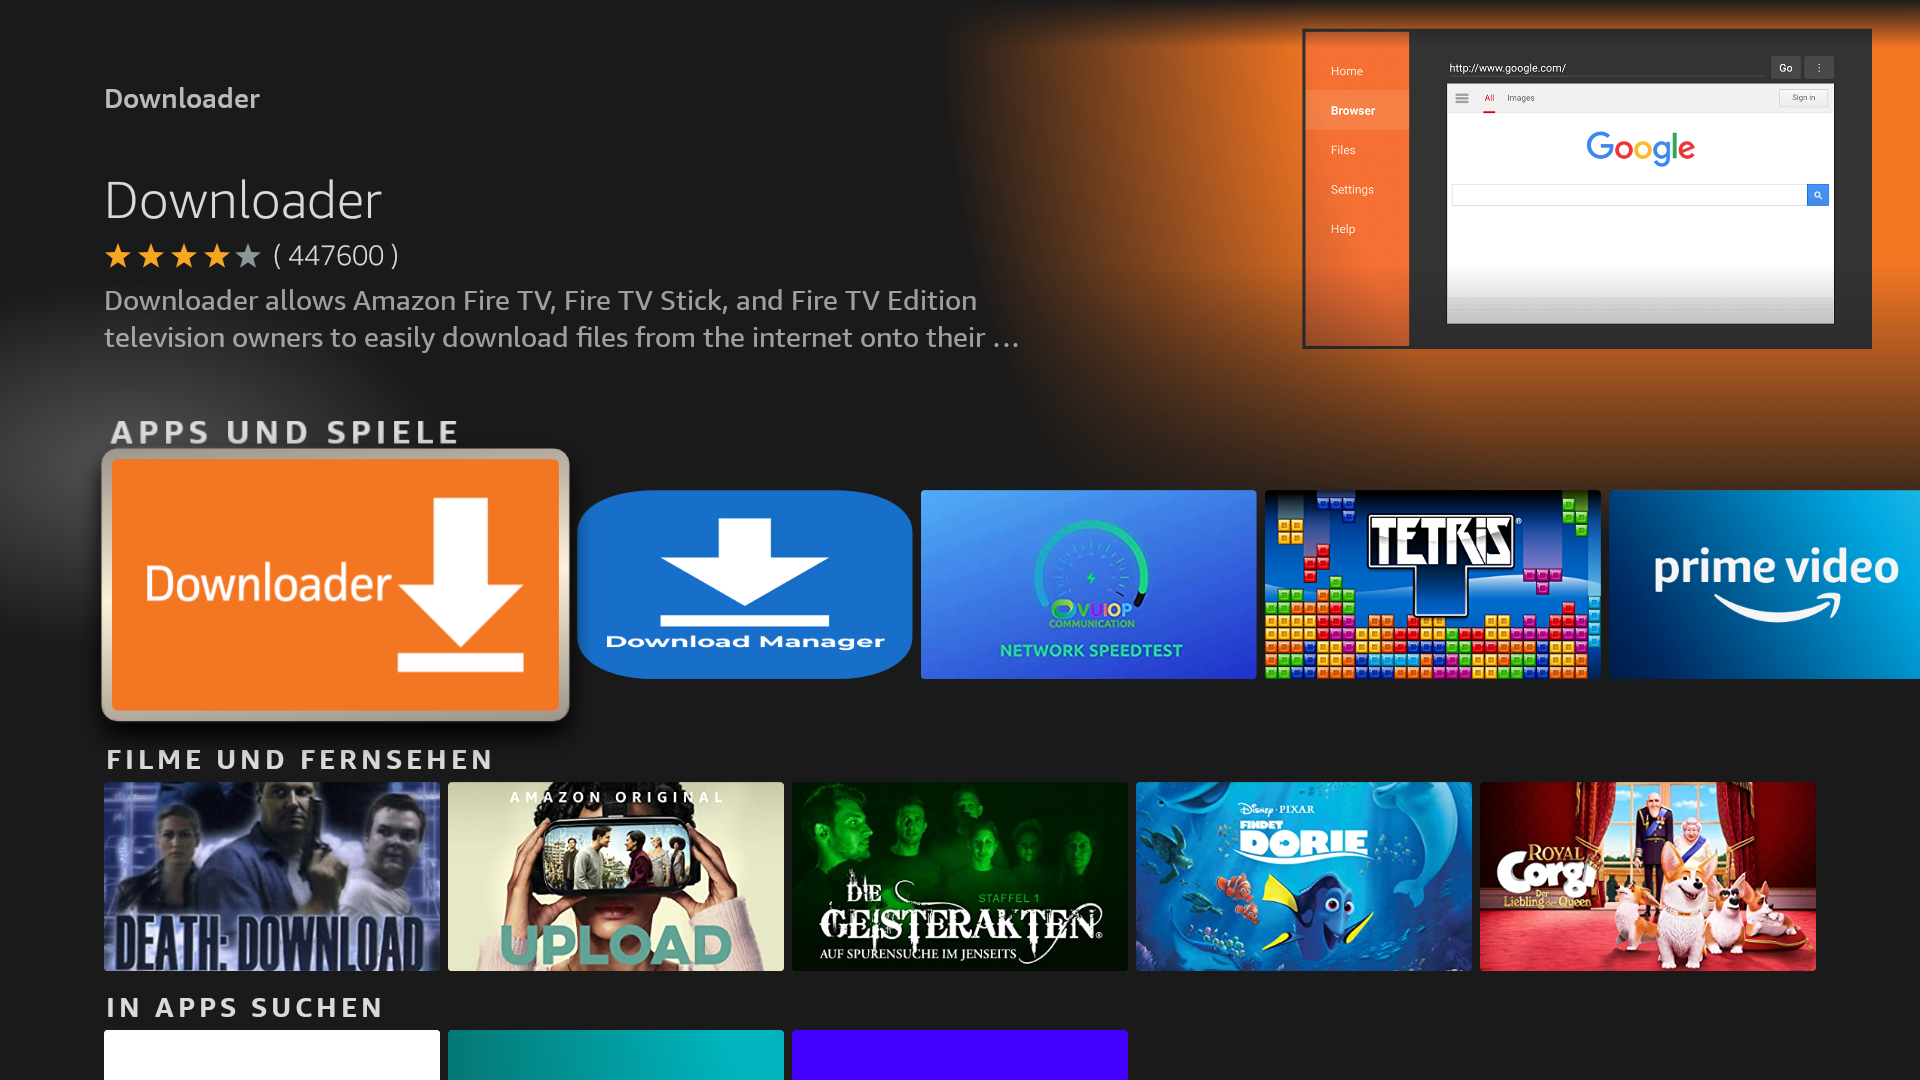 Downloader
Downloader
( 447600 )
Downloader allows Amazon Fire TV, Fire TV Stick, and Fire TV Edition
television owners to easily download files from the internet onto their ...
Home
Browser
Files
Settings
Help
http://www.google.com/
Go
All Images
Sign in
Google
APPS UND SPIELE
Downloader
Download Manager
OVUIOP
COMMUNICATION
NETWORK SPEEDTEST
TETRIS®
prime video
FILME UND FERNSEHEN
DEATH: DOWNLOAD
AMAZON ORIGINAL
UPLOAD
STAFFEL 1
DIE
GEISTERAKTEN®
AUF SPURENSUCHE IM JENSEITS
Disney · PIXAR
FINDET
DORIE
ROYAL
Corgi
Der
Liebling der Queen
IN APPS SUCHEN